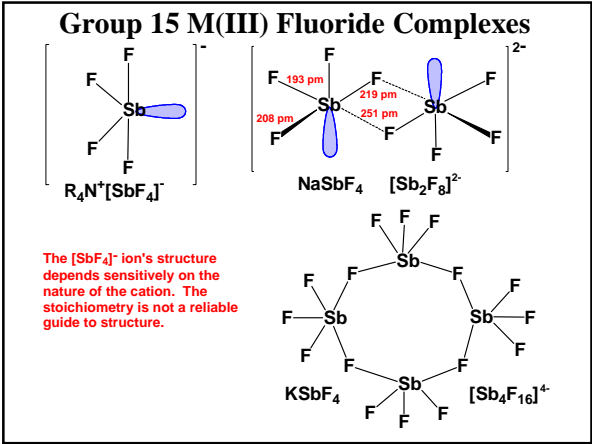 Group 15 M(III) Fluoride Complexes
-
F
F
Sb
F
F
R₄N⁺[SbF₄]⁻
2-
F
F 193 pm F F
219 pm
Sb Sb
208 pm 251 pm
F F F
F
NaSbF₄ [Sb₂F₈]²⁻
The [SbF₄]⁻ ion's structure
depends sensitively on the
nature of the cation. The
stoichiometry is not a reliable
guide to structure.
F F F
Sb
F F F F
F Sb Sb F
F F
F F
Sb
F F
F
KSbF₄ [Sb₄F₁₆]⁴⁻